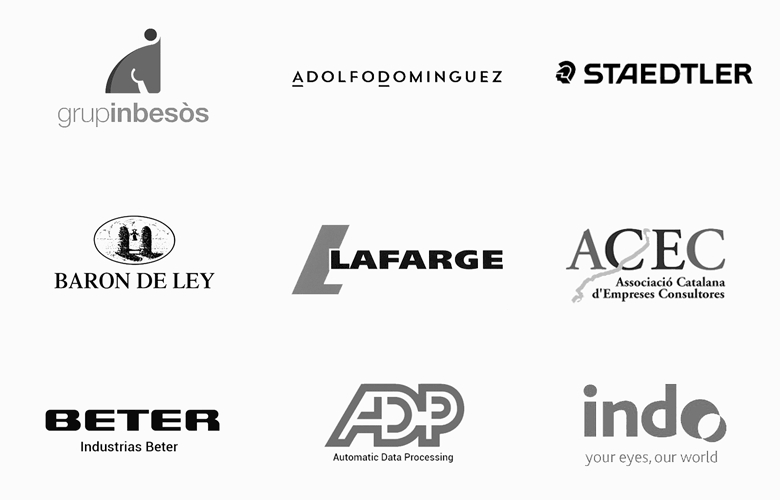 grupinbesòs
ADOLFODOMINGUEZ
STAEDTLER
BARON DE LEY
LAFARGE
ACEC
Associació Catalana
d'Empreses Consultores
BETER
Industrias Beter
ADP
Automatic Data Processing
indo
your eyes, our world